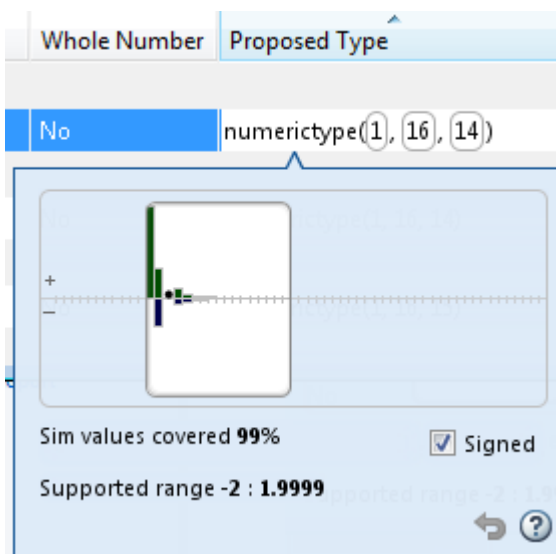 Whole Number Proposed Type
No numerictype(1, 16, 14)
+
−
Sim values covered 99% Signed
Supported range -2 : 1.9999
?